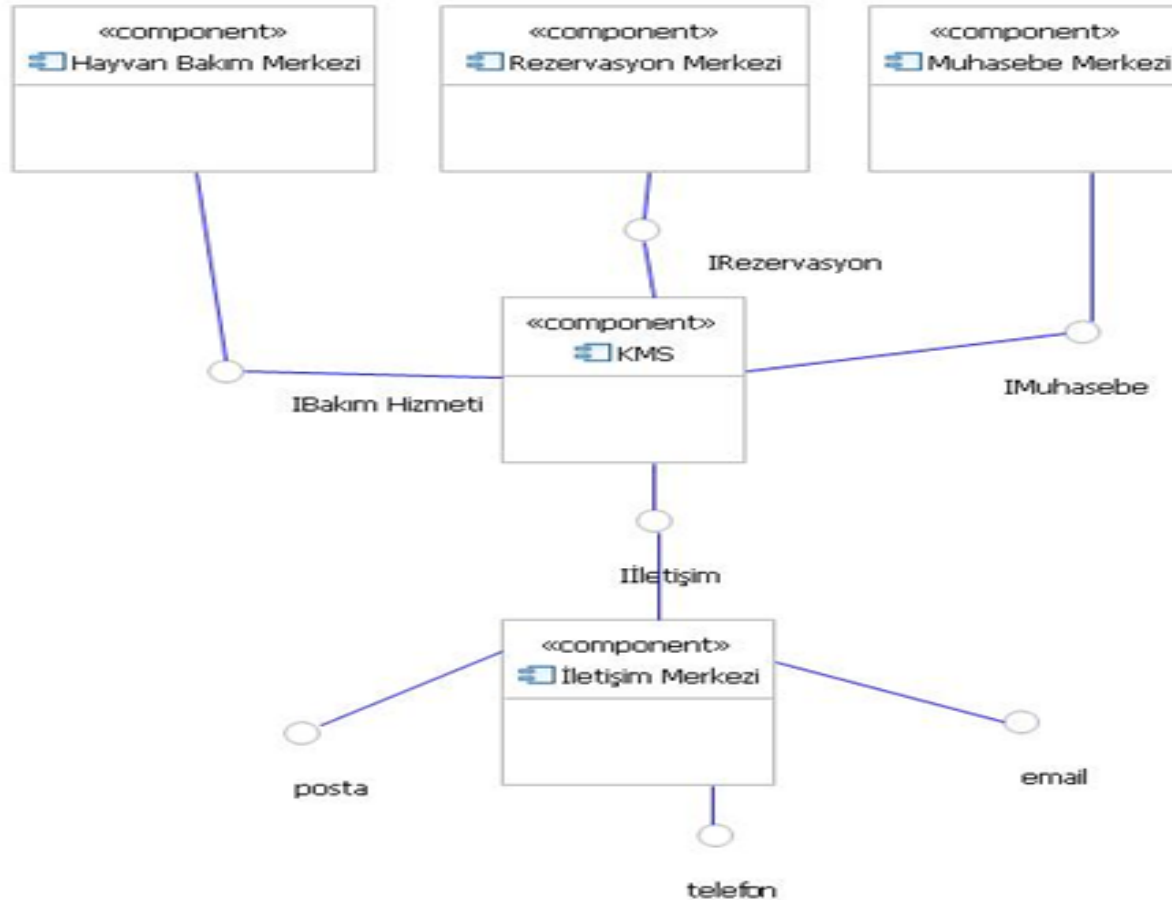 «component»
Hayvan Bakım Merkezi
«component»
Rezervasyon Merkezi
«component»
Muhasebe Merkezi
IRezervasyon
«component»
KMS
IBakım Hizmeti
IMuhasebe
Iİletişim
«component»
İletişim Merkezi
posta
email
telefon